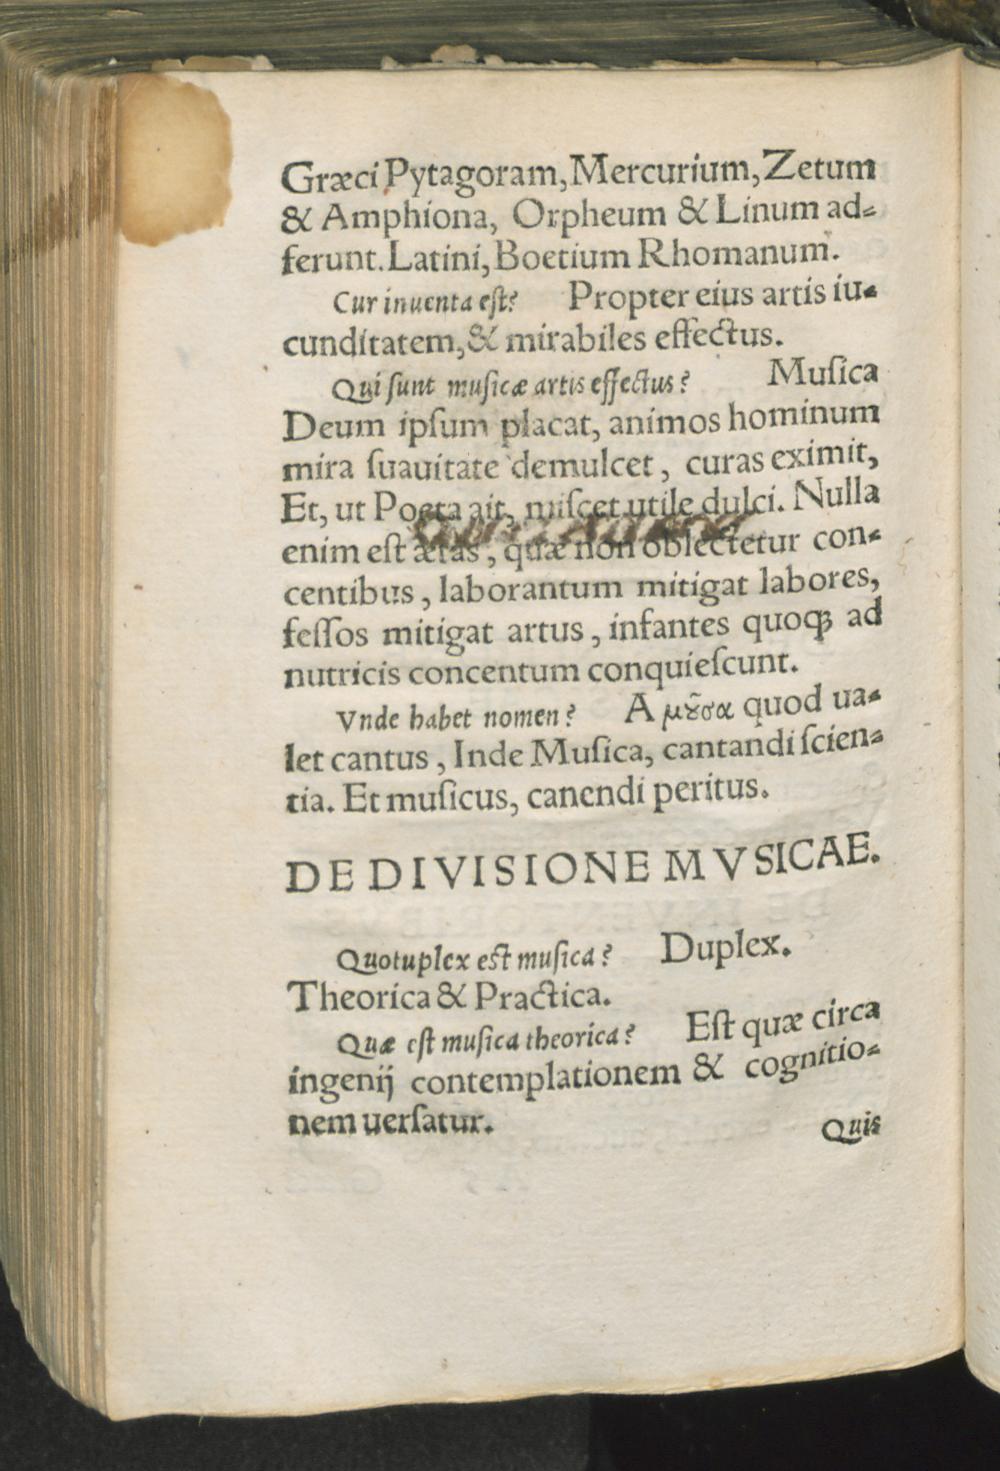 Græci Pytagoram, Mercurium, Zetum
& Amphiona, Orpheum & Linum ad-
ferunt. Latini, Boetium Rhomanum.
Cur inuenta eſt? Propter eius artis iu-
cunditatem, & mirabiles effectus.
Qui ſunt muſicæ artis effectus? Muſica
Deum ipſum placat, animos hominum
mira ſuauitate demulcet, curas eximit,
Et, ut Poeta ait, miſcet utile dulci. Nulla
enim eſt ætas, quæ non oblectetur con-
centibus, laborantum mitigat labores,
feſſos mitigat artus, infantes quoqꝫ ad
nutricis concentum conquieſcunt.
Vnde habet nomen? A μȣ̃σα quod ua-
let cantus, Inde Muſica, cantandi ſcien-
tia. Et muſicus, canendi peritus.
DE DIVISIONE MVSICAE.
Quotuplex eſt muſica? Duplex.
Theorica & Practica.
Quæ eſt muſica theorica? Eſt quæ circa
ingenij contemplationem & cognitio-
nem uerſatur.
Quis